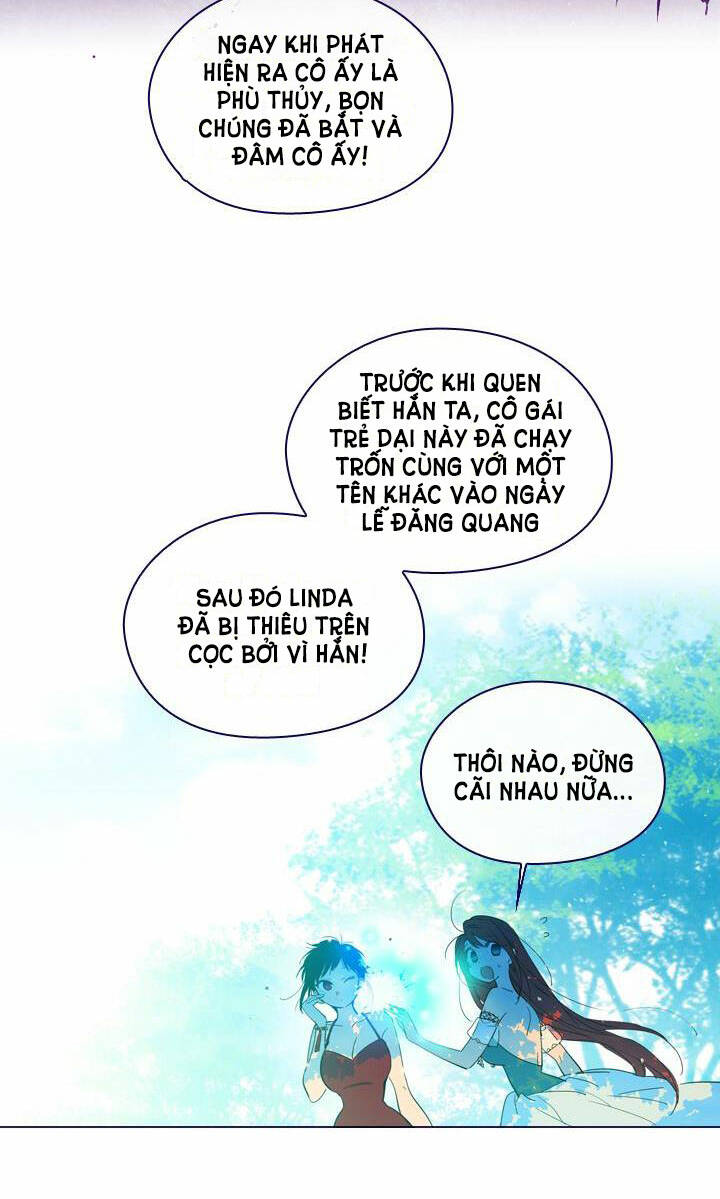 NGAY KHI PHÁT
HIỆN RA CÔ ẤY LÀ
PHÙ THỦY, BỌN
CHÚNG ĐÃ BẮT VÀ
ĐÂM CÔ ẤY!
TRƯỚC KHI QUEN
BIẾT HẮN TA, CÔ GÁI
TRẺ DẠI NÀY ĐÃ CHẠY
TRỐN CÙNG VỚI MỘT
TÊN KHÁC VÀO NGÀY
LỄ ĐĂNG QUANG
SAU ĐÓ LINDA
ĐÃ BỊ THIÊU TRÊN
CỌC BỞI VÌ HẮN!
THÔI NÀO, ĐỪNG
CÃI NHAU NỮA...